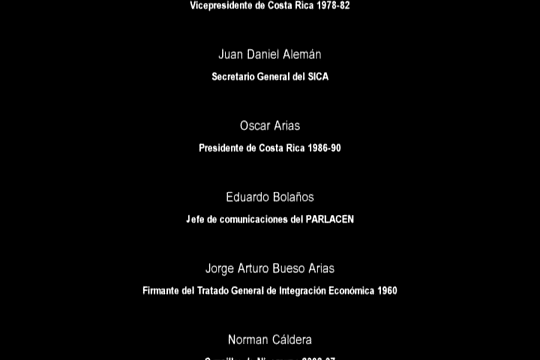 Vicepresidente de Costa Rica 1978-82
Juan Daniel Alemán
Secretario General del SICA
Oscar Arias
Presidente de Costa Rica 1986-90
Eduardo Bolaños
Jefe de comunicaciones del PARLACEN
Jorge Arturo Bueso Arias
Firmante del Tratado General de Integración Económica 1960
Norman Cáldera